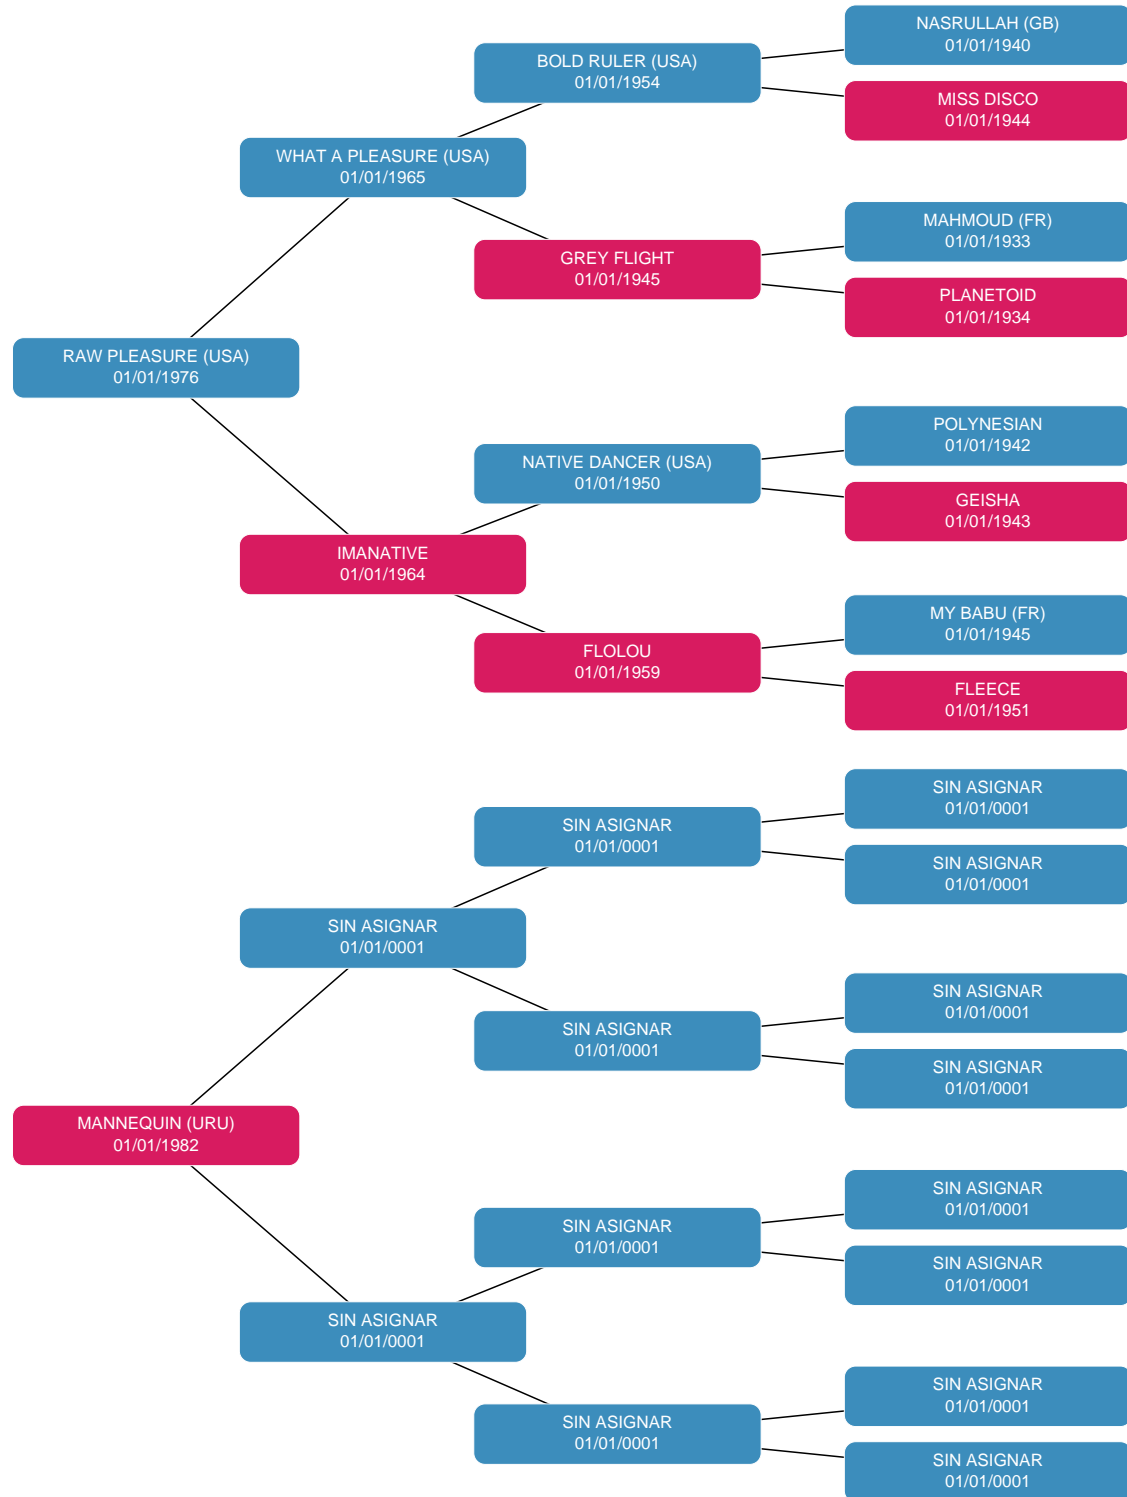 NASRULLAH (GB)
01/01/1940
BOLD RULER (USA)
01/01/1954
MISS DISCO
01/01/1944
WHAT A PLEASURE (USA)
01/01/1965
MAHMOUD (FR)
01/01/1933
GREY FLIGHT
01/01/1945
PLANETOID
01/01/1934
RAW PLEASURE (USA)
01/01/1976
POLYNESIAN
01/01/1942
NATIVE DANCER (USA)
01/01/1950
GEISHA
01/01/1943
IMANATIVE
01/01/1964
MY BABU (FR)
01/01/1945
FLOLOU
01/01/1959
FLEECE
01/01/1951
SIN ASIGNAR
01/01/0001
SIN ASIGNAR
01/01/0001
SIN ASIGNAR
01/01/0001
SIN ASIGNAR
01/01/0001
SIN ASIGNAR
01/01/0001
SIN ASIGNAR
01/01/0001
SIN ASIGNAR
01/01/0001
MANNEQUIN (URU)
01/01/1982
SIN ASIGNAR
01/01/0001
SIN ASIGNAR
01/01/0001
SIN ASIGNAR
01/01/0001
SIN ASIGNAR
01/01/0001
SIN ASIGNAR
01/01/0001
SIN ASIGNAR
01/01/0001
SIN ASIGNAR
01/01/0001